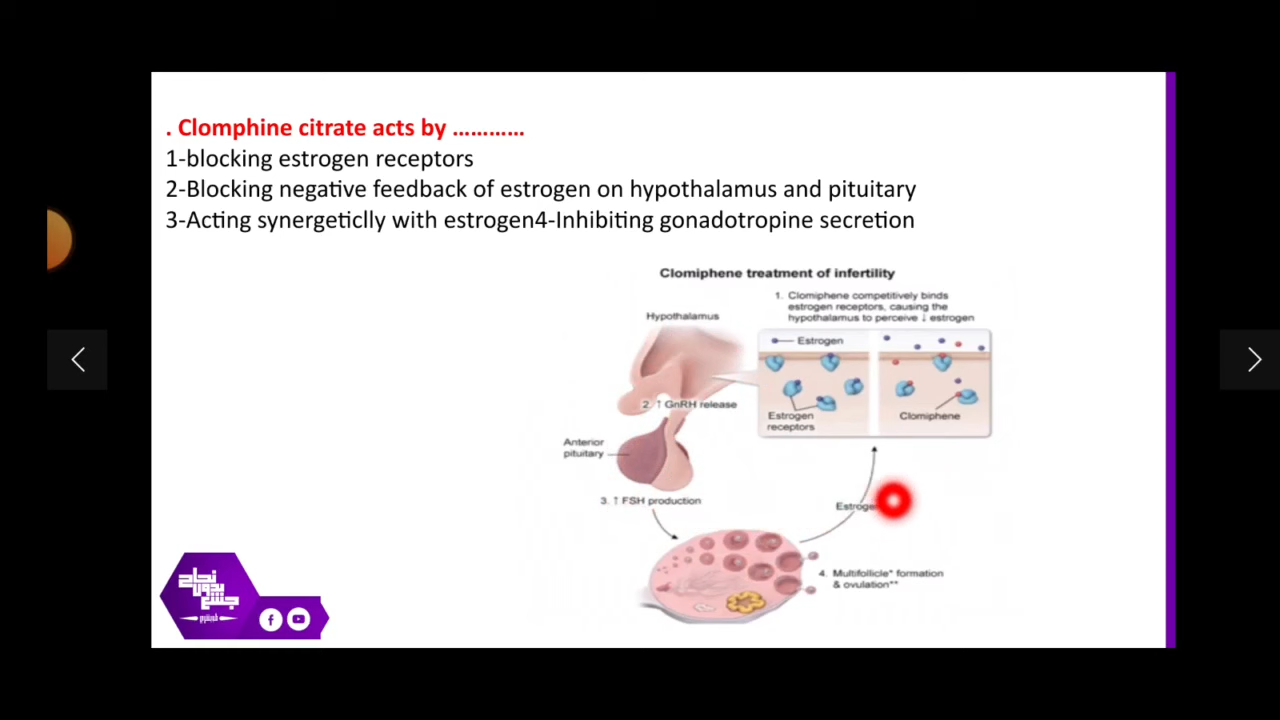 . Clomphine citrate acts by …………
1-blocking estrogen receptors
2-Blocking negative feedback of estrogen on hypothalamus and pituitary
3-Acting synergeticlly with estrogen4-Inhibiting gonadotropine secretion
Clomiphene treatment of infertility
1. Clomiphene competitively binds
estrogen receptors, causing the
hypothalamus to perceive ↓ estrogen
Hypothalamus
Estrogen
2. ↑ GnRH release
Estrogen
receptors
Clomiphene
Anterior
pituitary
3. ↑ FSH production
Estroge
4. Multifollicle* formation
& ovulation**
نجاح
بدون